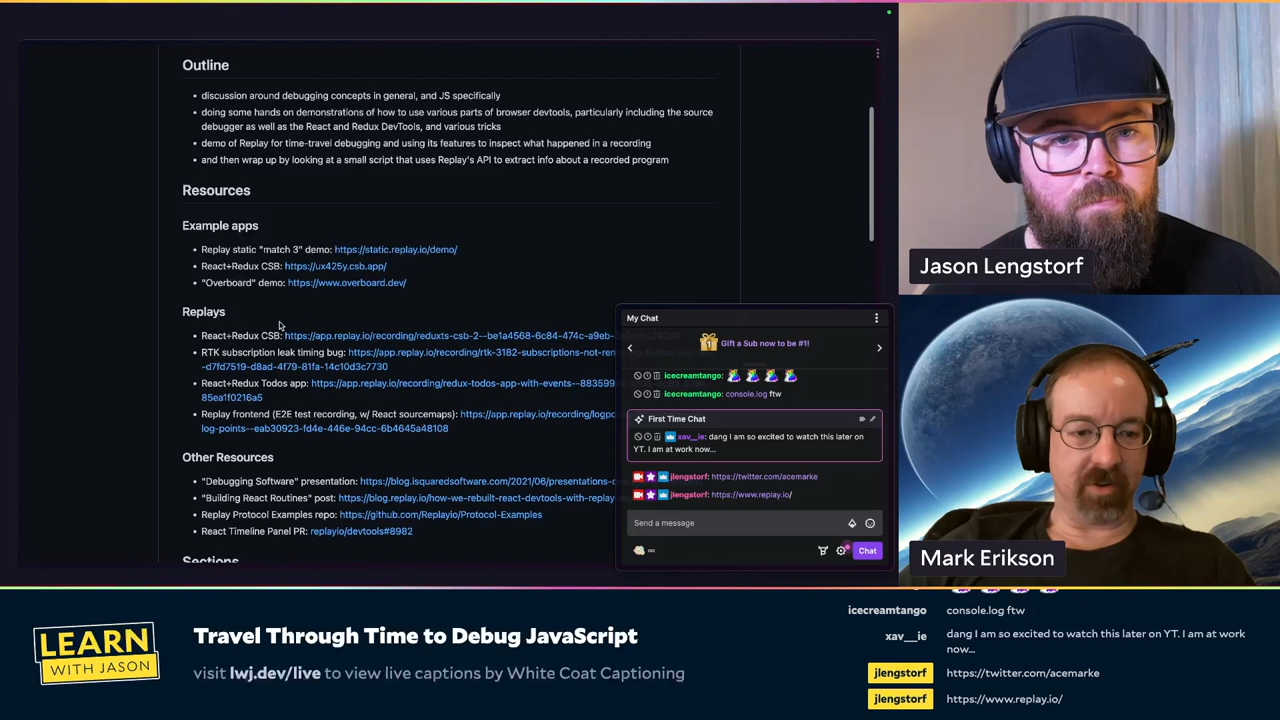 Outline
• discussion around debugging concepts in general, and JS specifically
• doing some hands on demonstrations of how to use various parts of browser devtools, particularly including the source
debugger as well as the React and Redux DevTools, and various tricks
• demo of Replay for time-travel debugging and using its features to inspect what happened in a recording
• and then wrap up by looking at a small script that uses Replay's API to extract info about a recorded program
Resources
Example apps
• Replay static "match 3" demo: https://static.replay.io/demo/
• React+Redux CSB: https://ux425y.csb.app/
• "Overboard" demo: https://www.overboard.dev/
Replays
• React+Redux CSB: https://app.replay.io/recording/reduxts-csb-2--be1a4568-6c84-474c-a9eb-
• RTK subscription leak timing bug: https://app.replay.io/recording/rtk-3182-subscriptions-not-
-d7fd7519-d8ad-4f79-81fa-14c10d3c7730
• React+Redux Todos app: https://app.replay.io/recording/redux-todos-app-with-events--883599
85ea1f0216a5
• Replay frontend (E2E test recording, w/ React sourcemaps): https://app.replay.io/recording/logpo
log-points--eab30923-fd4e-446e-94cc-6b4645a48108
Other Resources
• "Debugging Software" presentation: https://blog.isquaredsoftware.com/2021/06/presentations-
• "Building React Routines" post: https://blog.replay.io/how-we-rebuilt-react-devtools-with-replay
• Replay Protocol Examples repo: https://github.com/Replayio/Protocol-Examples
• React Timeline Panel PR: replayio/devtools#8982
Sections
My Chat
1
Gift a Sub now to be #1!
icecreamtango:
icecreamtango: console.log ftw
First Time Chat
xav__ie: dang I am so excited to watch this later on
YT. I am at work now...
jlengstorf: https://twitter.com/acemarke
jlengstorf: https://www.replay.io/
Send a message
∞
Chat
Jason Lengstorf
Mark Erikson
LEARN
WITH JASON
Travel Through Time to Debug JavaScript
visit lwj.dev/live to view live captions by White Coat Captioning
icecreamtango console.log ftw
xav__ie dang I am so excited to watch this later on YT. I am at work
now...
jlengstorf https://twitter.com/acemarke
jlengstorf https://www.replay.io/